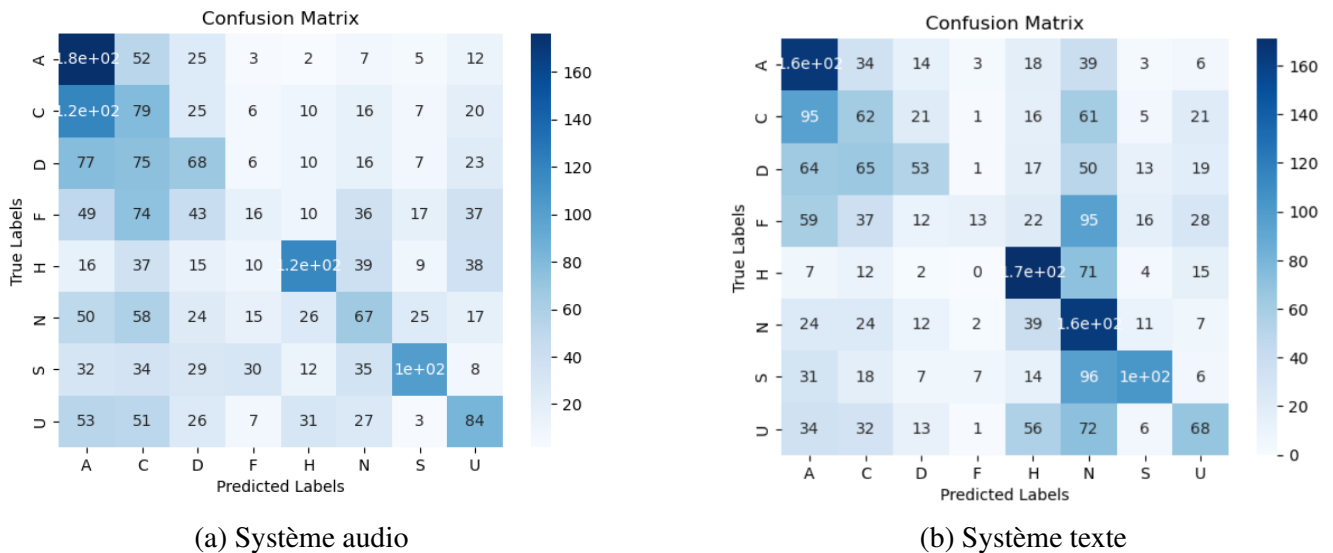 Confusion Matrix
A 1.8e+02 52 25 3 2 7 5 12
C 1.2e+02 79 25 6 10 16 7 20
D 77 75 68 6 10 16 7 23
F 49 74 43 16 10 36 17 37
H 16 37 15 10 1.2e+02 39 9 38
N 50 58 24 15 26 67 25 17
S 32 34 29 30 12 35 1e+02 8
U 53 51 26 7 31 27 3 84
A C D F H N S U
True Labels
Predicted Labels
160
140
120
100
80
60
40
20
(a) Système audio
Confusion Matrix
A 1.6e+02 34 14 3 18 39 3 6
C 95 62 21 1 16 61 5 21
D 64 65 53 1 17 50 13 19
F 59 37 12 13 22 95 16 28
H 7 12 2 0 1.7e+02 71 4 15
N 24 24 12 2 39 1.6e+02 11 7
S 31 18 7 7 14 96 1e+02 6
U 34 32 13 1 56 72 6 68
A C D F H N S U
True Labels
Predicted Labels
160
140
120
100
80
60
40
20
0
(b) Système texte